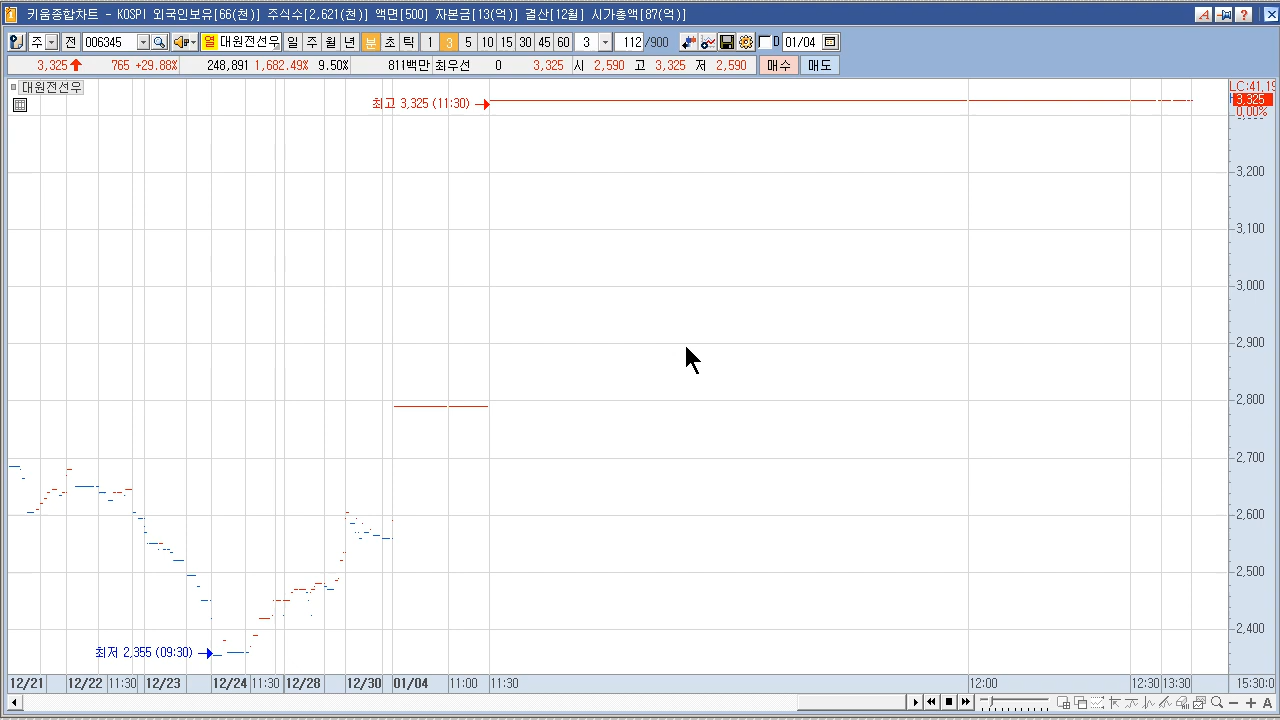 키움종합차트 - KOSPI 외국인보유[66(천)] 주식수[2,621(천)] 액면[500] 자본금[13(억)] 결산[12월] 시가총액[87(억)]
주 전 006345 열 대원전선우 일 주 월 년 분 초 틱 1 3 5 10 15 30 45 60 3 112 /900 D 01/04
3,325 765 +29.88% 248,891 1,682.49% 9.50% 811백만 최우선 0 3,325 시 2,590 고 3,325 저 2,590 매수 매도
대원전선우
LC:41,19
최고 3,325 (11:30)
3,325
0,00%
3,200
3,100
3,000
2,900
2,800
2,700
2,600
2,500
2,400
최저 2,355 (09:30)
12/21 12/22 11:30 12/23 12/24 11:30 12/28 12/30 01/04 11:00 11:30 12:00 12:30 13:30 15:30:0
A